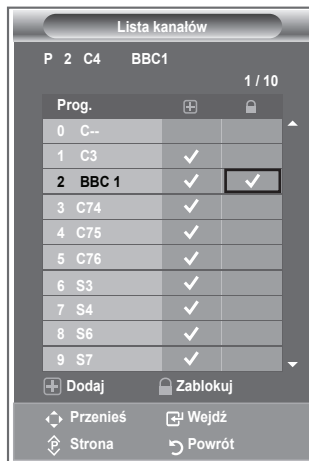 Lista kanałów
P 2 C4 BBC1
1 / 10
Prog.
0 C--
1 C3
2 BBC 1
3 C74
4 C75
5 C76
6 S3
7 S4
8 S6
9 S7
Dodaj Zablokuj
Przenieś Wejdź
Strona Powrót